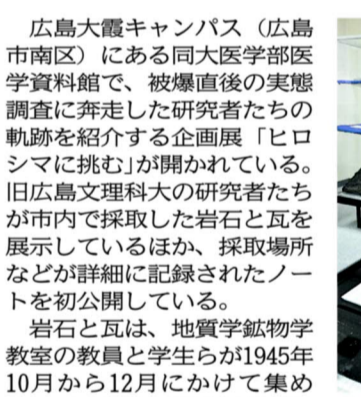 広島大霞キャンパス（広島
市南区）にある同大医学部医
学資料館で、被爆直後の実態
調査に奔走した研究者たちの
軌跡を紹介する企画展「ヒロ
シマに挑む」が開かれている。
旧広島文理科大の研究者たち
が市内で採取した岩石と瓦を
展示しているほか、採取場所
などが詳細に記録されたノー
トを初公開している。
　岩石と瓦は、地質学鉱物学
教室の教員と学生らが1945年
10月から12月にかけて集め